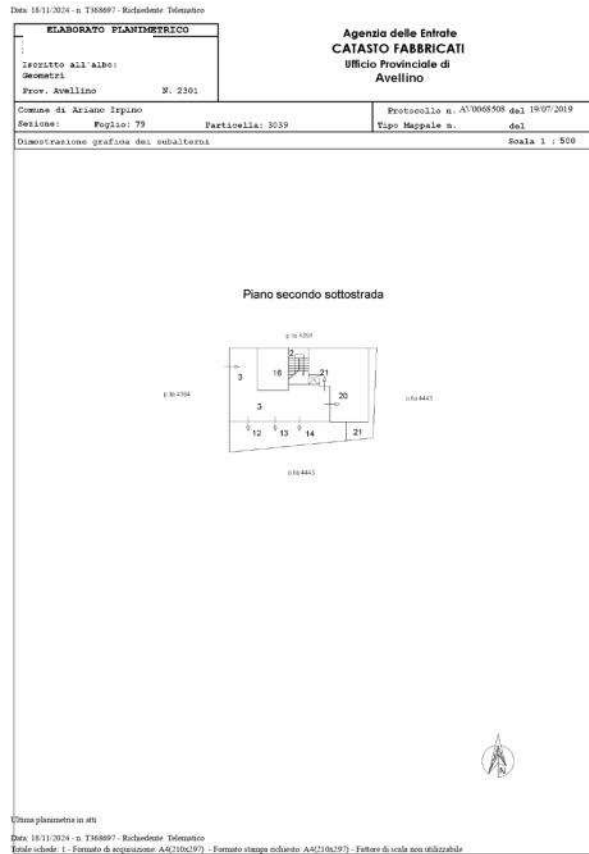 Data: 18/11/2024 - n. T368697 - Richiedente: Telematico
ELABORATO PLANIMETRICO
Iscritto all'albo:
Geometri
Prov. Avellino N. 2301
Agenzia delle Entrate
CATASTO FABBRICATI
Ufficio Provinciale di
Avellino
Comune di Ariano Irpino
Sezione: Foglio: 79 Particella: 3039
Protocollo n. AV0068508 del 19/07/2019
Tipo Mappale n. del
Dimostrazione grafica dei subalterni
Scala 1 : 500
Piano secondo sottostrada
2
3
16
21
20
3
12
13
14
21
p.lla 4443
p.lla 4443
N
Ultima planimetria in atti
Data: 18/11/2024 - n. T368697 - Richiedente: Telematico
Totale schede: 1 - Formato di acquisizione: A4(210x297) - Formato stampa richiesto: A4(210x297) - Fattore di scala non utilizzabile